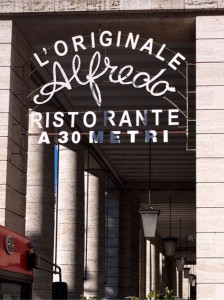 L'ORIGINALE
Alfredo
RISTORANTE
A 30 METRI